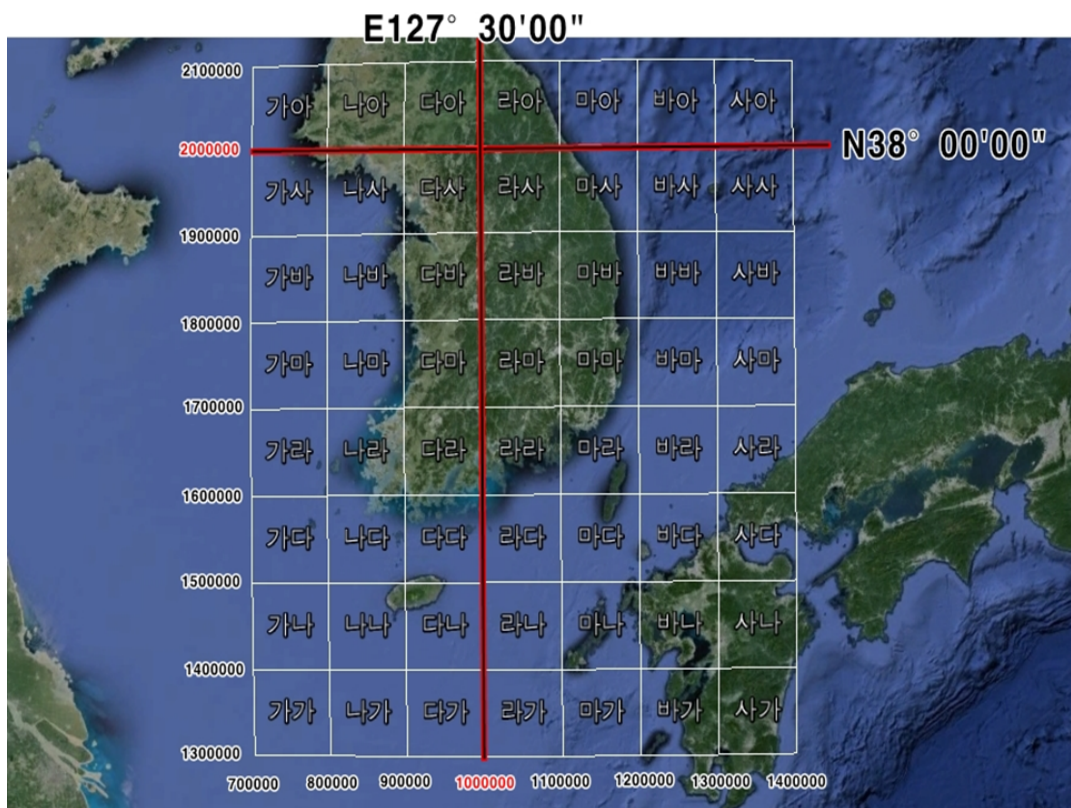 E127° 30'00"
2100000
가아 나아 다아 라아 마아 바아 사아
2000000
N38° 00'00"
가사 나사 다사 라사 마사 바사 사사
1900000
가바 나바 다바 라바 마바 바바 사바
1800000
가마 나마 다마 라마 마마 바마 사마
1700000
가라 나라 다라 라라 마라 바라 사라
1600000
가다 나다 다다 라다 마다 바다 사다
1500000
가나 나나 다나 라나 마나 바나 사나
1400000
가가 나가 다가 라가 마가 바가 사가
1300000
700000 800000 900000 1000000 1100000 1200000 1300000 1400000